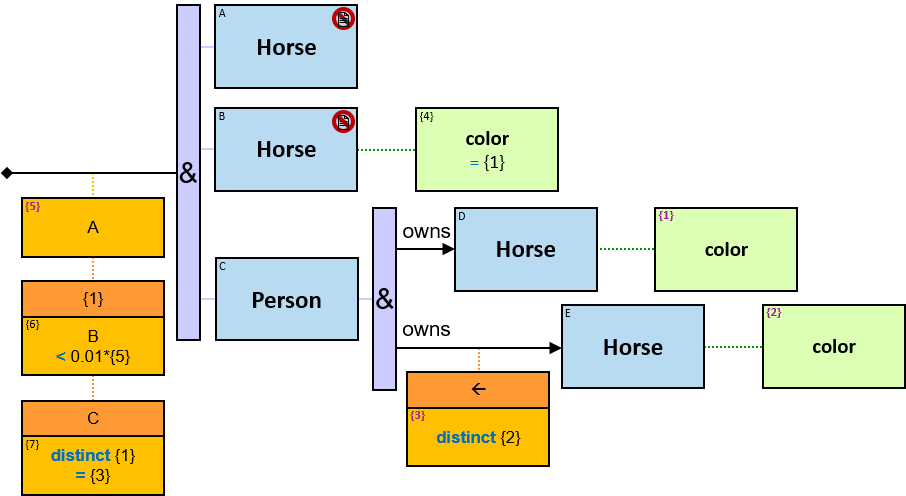 A
Horse
B
Horse
{4}
color
= {1}
&
{5}
A
{1}
{6}
B
< 0.01*{5}
C
{7}
distinct {1}
= {3}
C
Person
&
owns
D
Horse
{1}
color
owns
E
Horse
{2}
color
←
{3}
distinct {2}